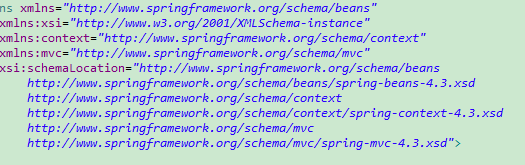 ns xmlns="http://www.springframework.org/schema/beans"
xmlns:xsi="http://www.w3.org/2001/XMLSchema-instance"
xmlns:context="http://www.springframework.org/schema/context"
xmlns:mvc="http://www.springframework.org/schema/mvc"
xsi:schemaLocation="http://www.springframework.org/schema/beans
http://www.springframework.org/schema/beans/spring-beans-4.3.xsd
http://www.springframework.org/schema/context
http://www.springframework.org/schema/context/spring-context-4.3.xsd
http://www.springframework.org/schema/mvc
http://www.springframework.org/schema/mvc/spring-mvc-4.3.xsd">